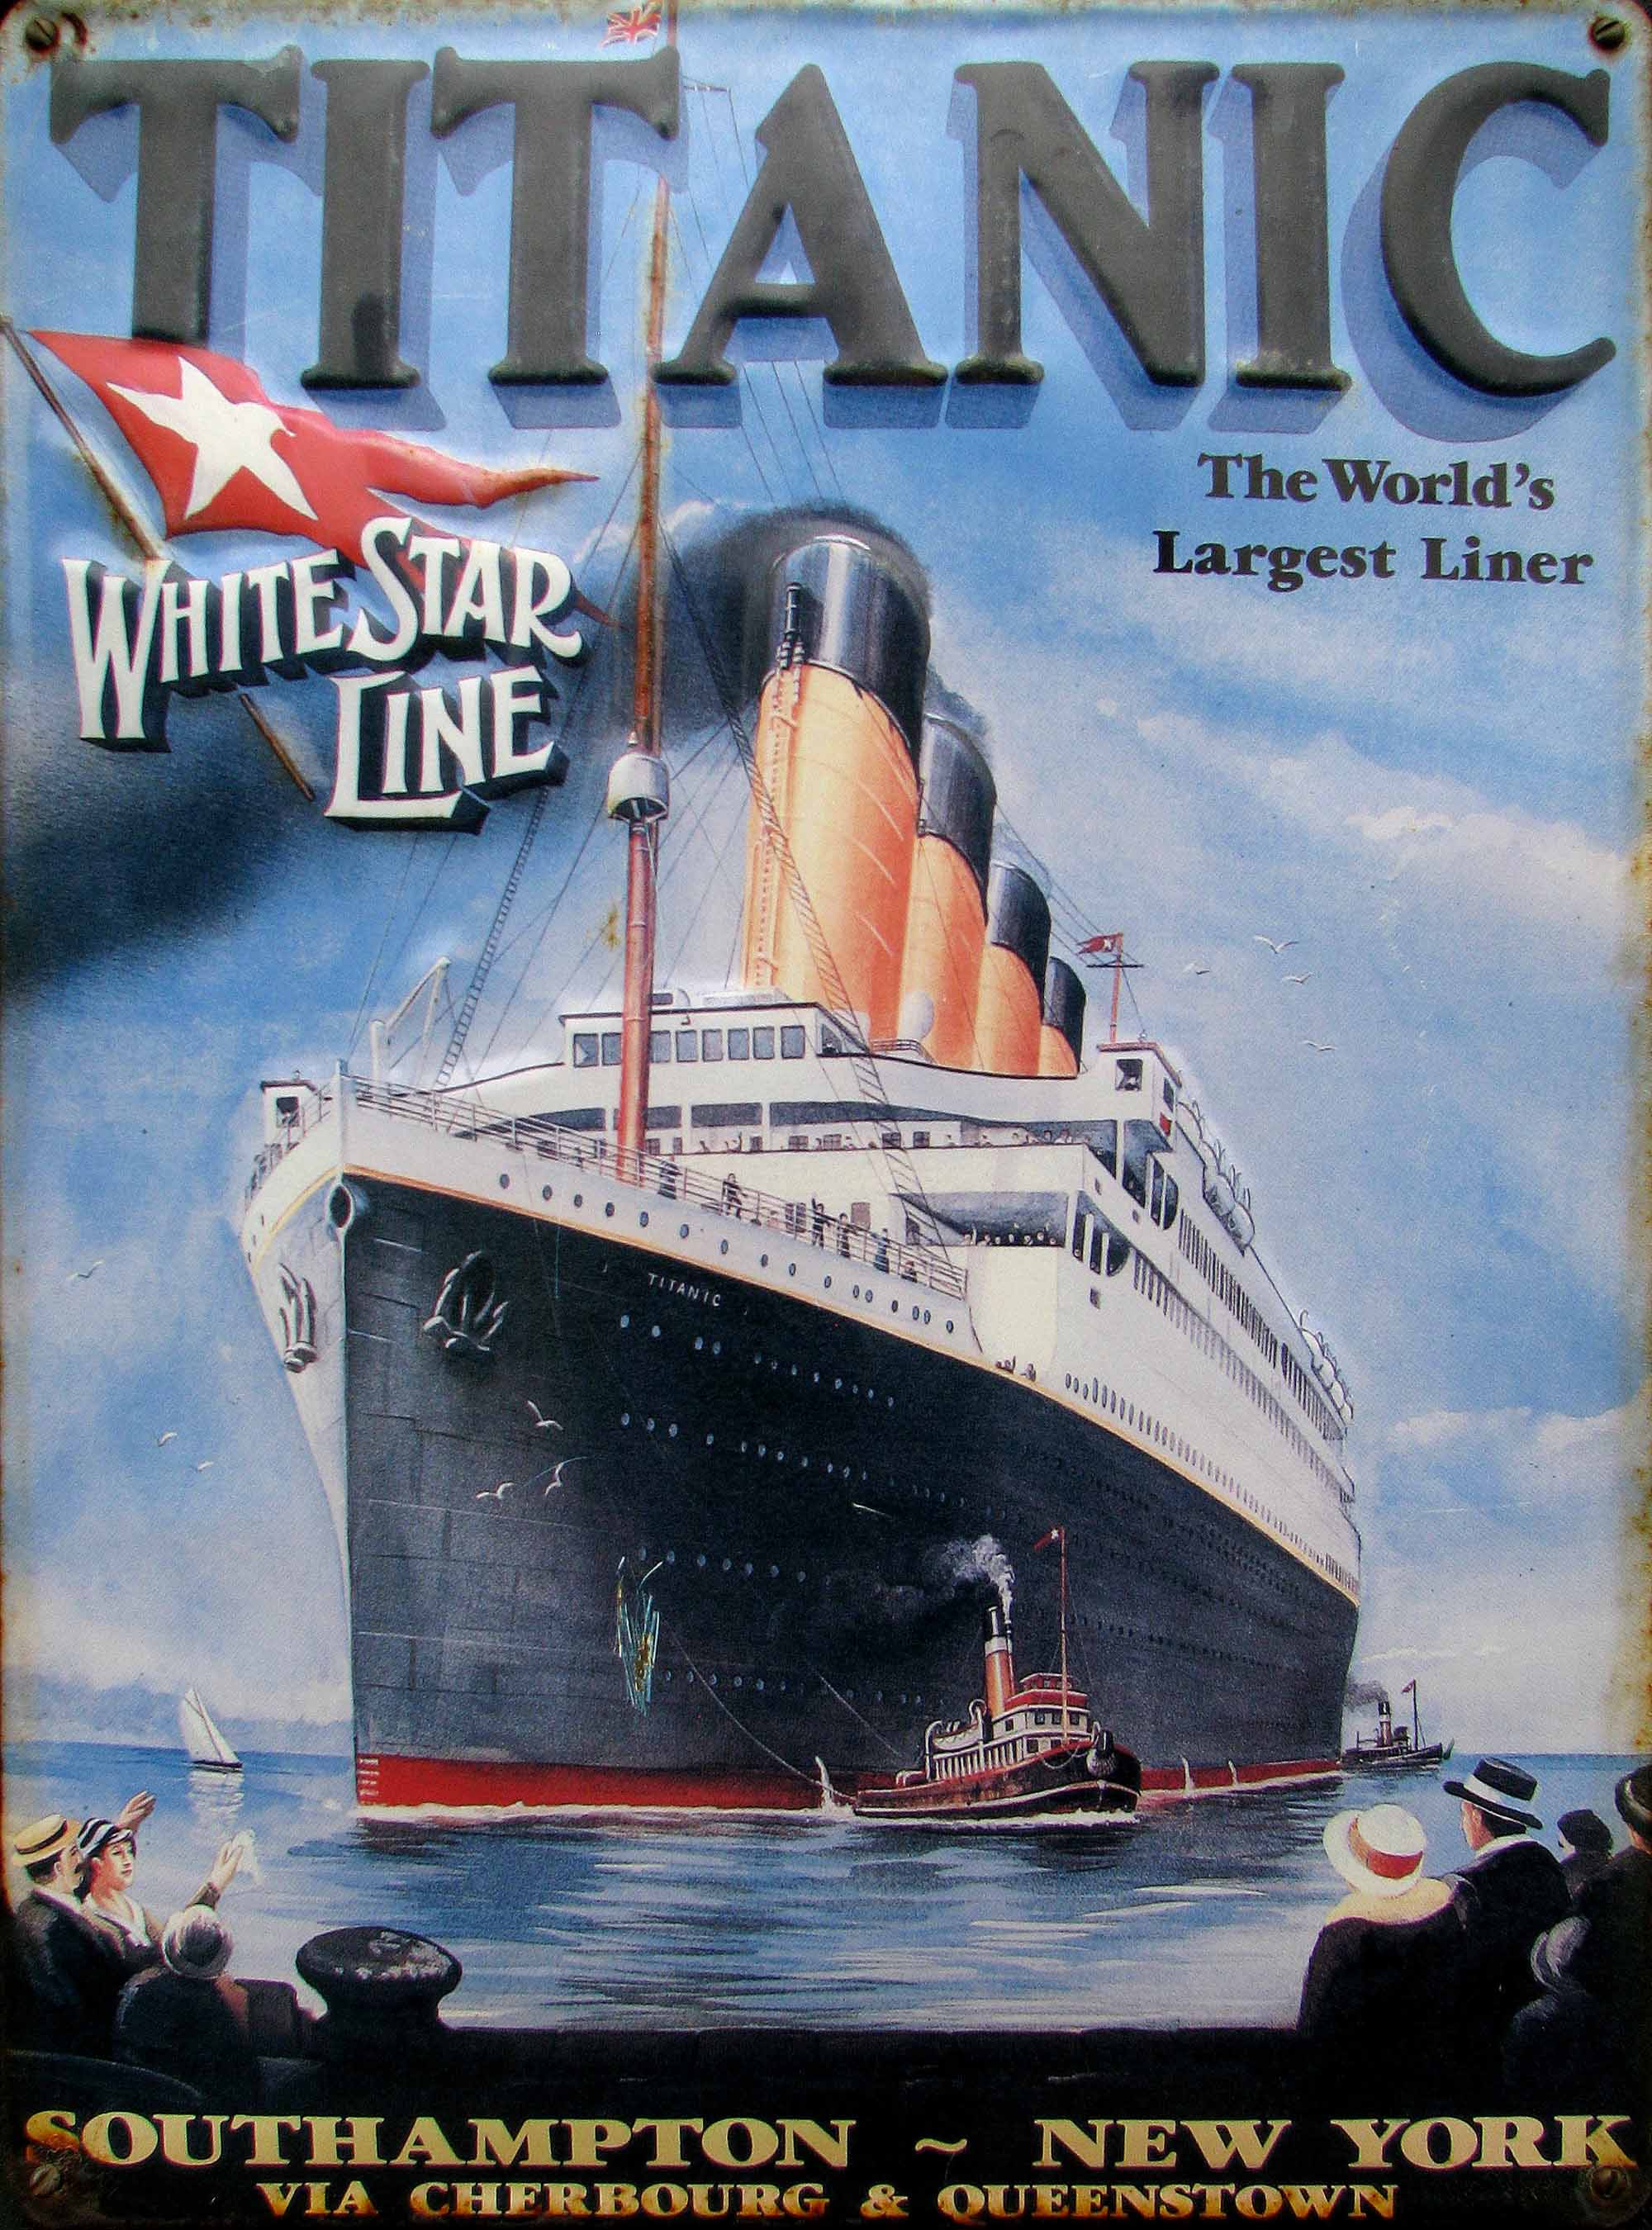 TITANIC
The World's
Largest Liner
WHITE STAR
LINE
TITANIC
SOUTHAMPTON ~ NEW YORK
VIA CHERBOURG & QUEENSTOWN